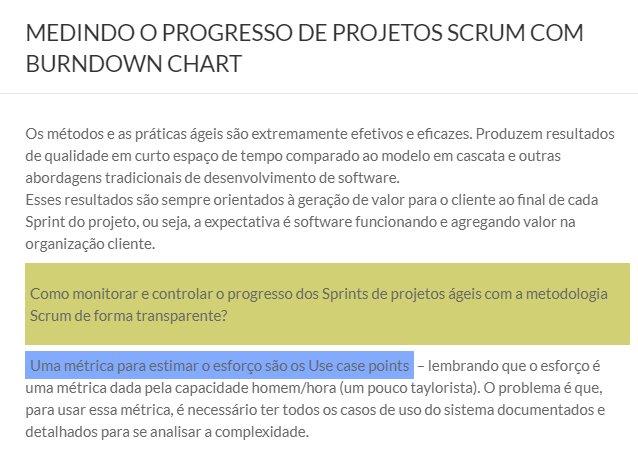 MEDINDO O PROGRESSO DE PROJETOS SCRUM COM
BURNDOWN CHART
Os métodos e as práticas ágeis são extremamente efetivos e eficazes. Produzem resultados
de qualidade em curto espaço de tempo comparado ao modelo em cascata e outras
abordagens tradicionais de desenvolvimento de software.
Esses resultados são sempre orientados à geração de valor para o cliente ao final de cada
Sprint do projeto, ou seja, a expectativa é software funcionando e agregando valor na
organização cliente.
Como monitorar e controlar o progresso dos Sprints de projetos ágeis com a metodologia
Scrum de forma transparente?
Uma métrica para estimar o esforço são os Use case points – lembrando que o esforço é
uma métrica dada pela capacidade homem/hora (um pouco taylorista). O problema é que,
para usar essa métrica, é necessário ter todos os casos de uso do sistema documentados e
detalhados para se analisar a complexidade.